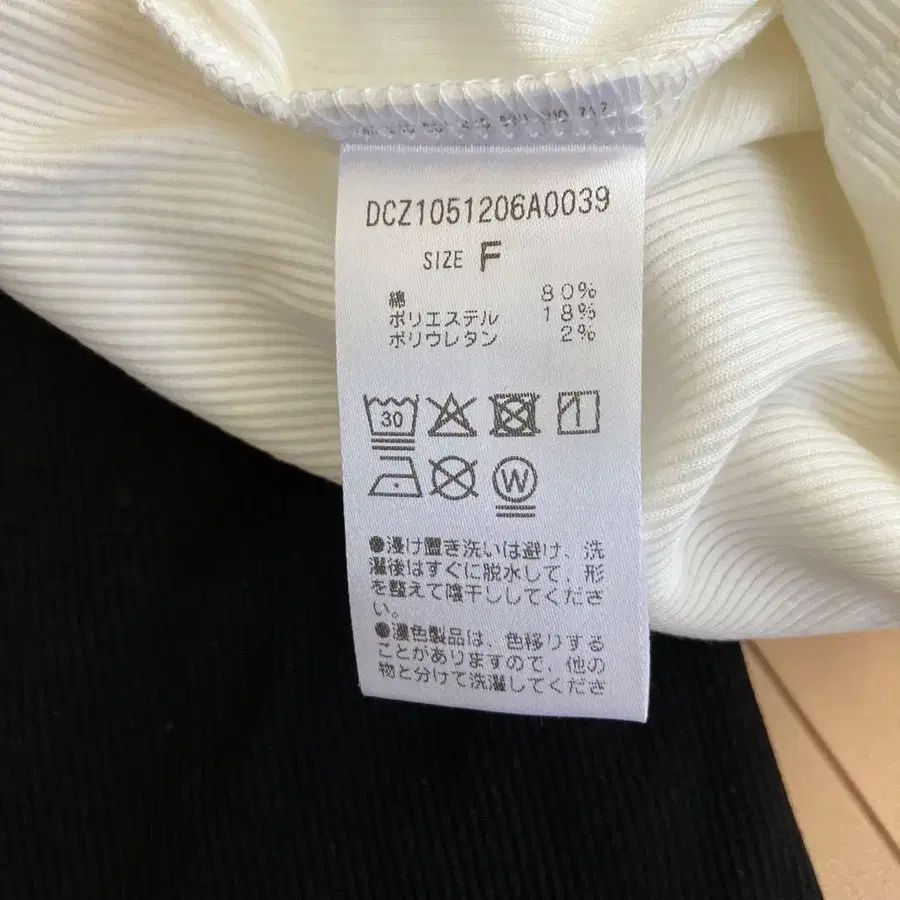 DCZ1051206A0039
SIZE F
綿 80%
ポリエステル 18%
ポリウレタン 2%
30
W
●浸け置き洗いは避け、洗
濯後はすぐに脱水して、形
を整えて陰干ししてくださ
い。
●濃色製品は、色移りする
ことがありますので、他の
物と分けて洗濯してくださ